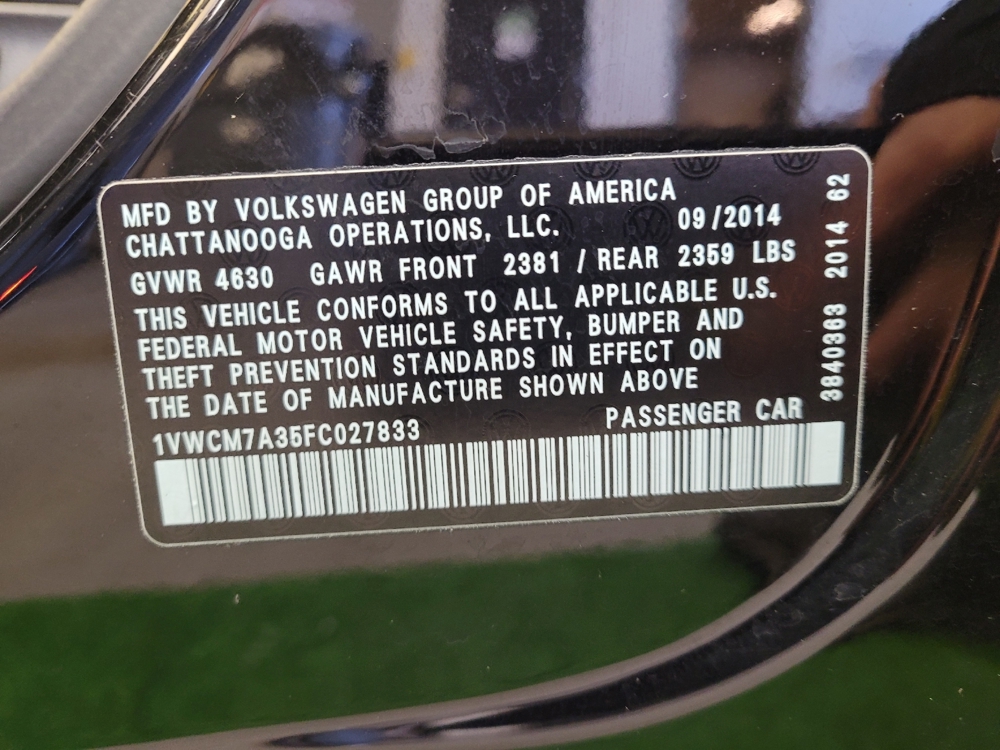 MFD BY VOLKSWAGEN GROUP OF AMERICA
CHATTANOOGA OPERATIONS, LLC. 09/2014
GVWR 4630 GAWR FRONT 2381 / REAR 2359 LBS
THIS VEHICLE CONFORMS TO ALL APPLICABLE U.S.
FEDERAL MOTOR VEHICLE SAFETY, BUMPER AND
THEFT PREVENTION STANDARDS IN EFFECT ON
THE DATE OF MANUFACTURE SHOWN ABOVE
1VWCM7A35FC027833 PASSENGER CAR
3840363 2014 62